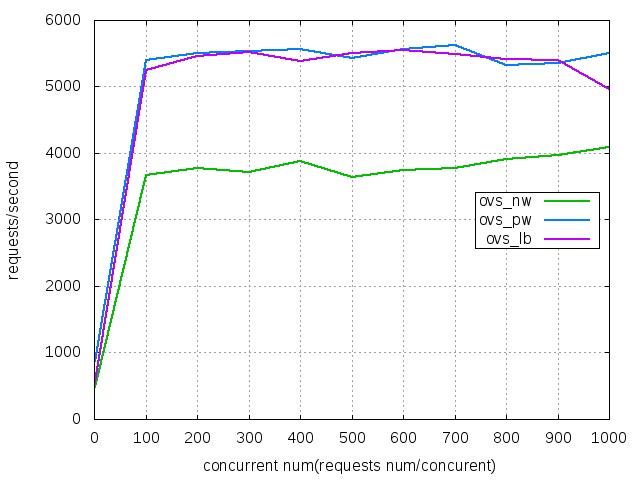 6000
5000
4000
3000
2000
1000
0
requests/second
ovs_nw
ovs_pw
ovs_lb
0 100 200 300 400 500 600 700 800 900 1000
concurrent num(requests num/concurent)